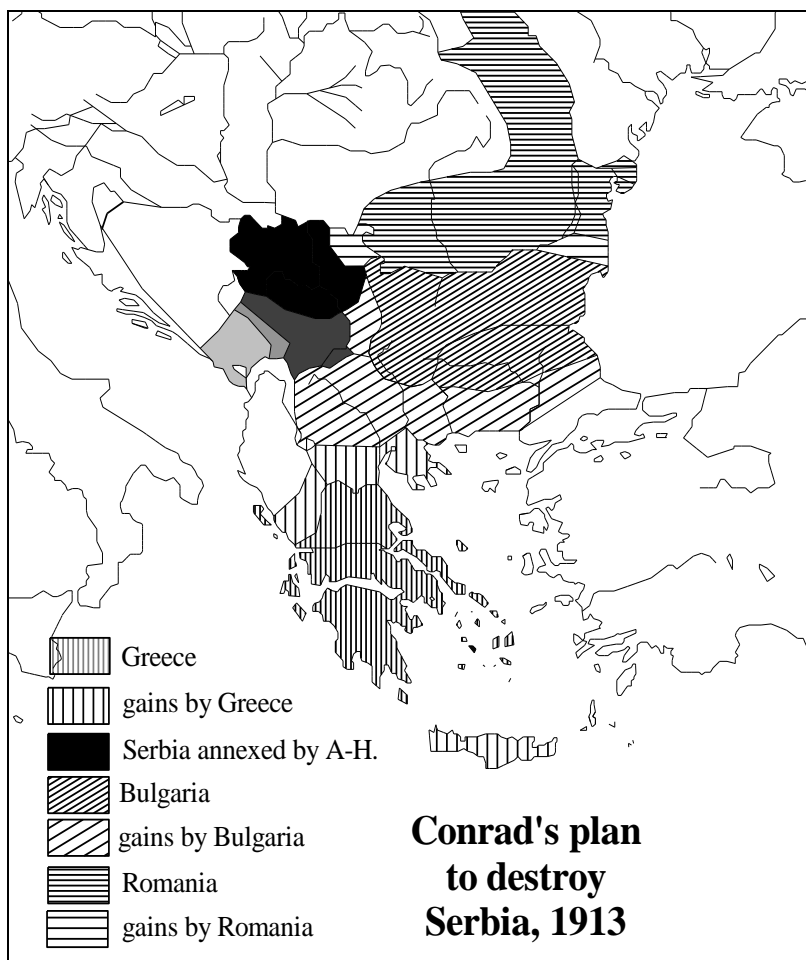 Greece
gains by Greece
Serbia annexed by A-H.
Bulgaria
gains by Bulgaria
Romania
gains by Romania
Conrad's plan
to destroy
Serbia, 1913